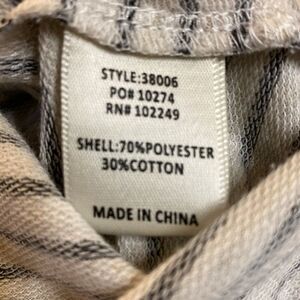 STYLE:38006
PO# 10274
RN# 102249
SHELL:70%POLYESTER
30%COTTON
MADE IN CHINA